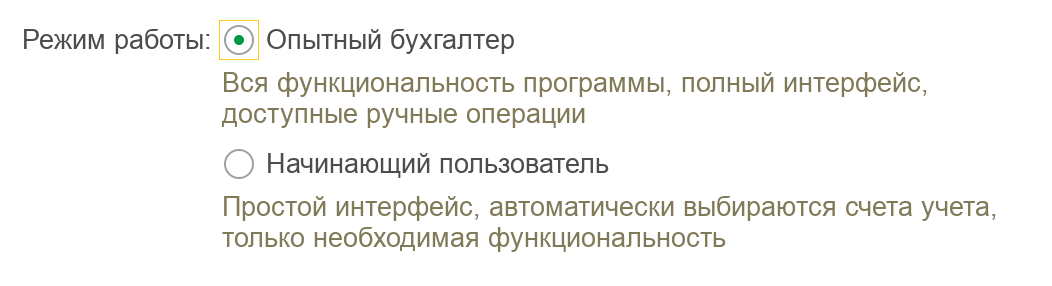 Режим работы: Опытный бухгалтер
Вся функциональность программы, полный интерфейс,
доступные ручные операции
Начинающий пользователь
Простой интерфейс, автоматически выбираются счета учета,
только необходимая функциональность